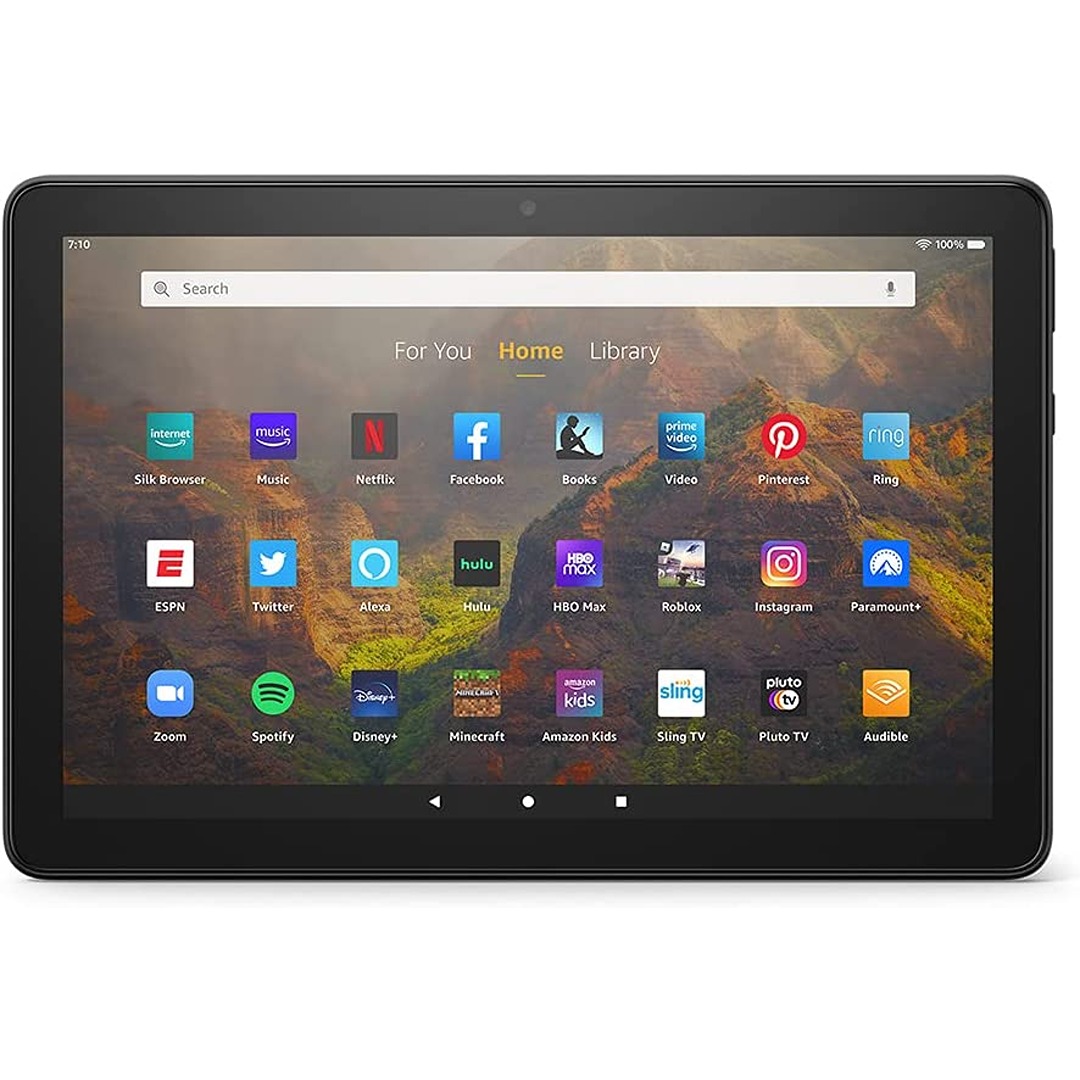 7:10 100%
Search
For You Home Library
internet music N f prime video P ring
Silk Browser Music Netflix Facebook Books Video Pinterest Ring
E hulu HBO max R
ESPN Twitter Alexa Hulu HBO Max Roblox Instagram Paramount+
Disney+ MINECRAFT amazon kids sling pluto tv
Zoom Spotify Disney+ Minecraft Amazon Kids Sling TV Pluto TV Audible